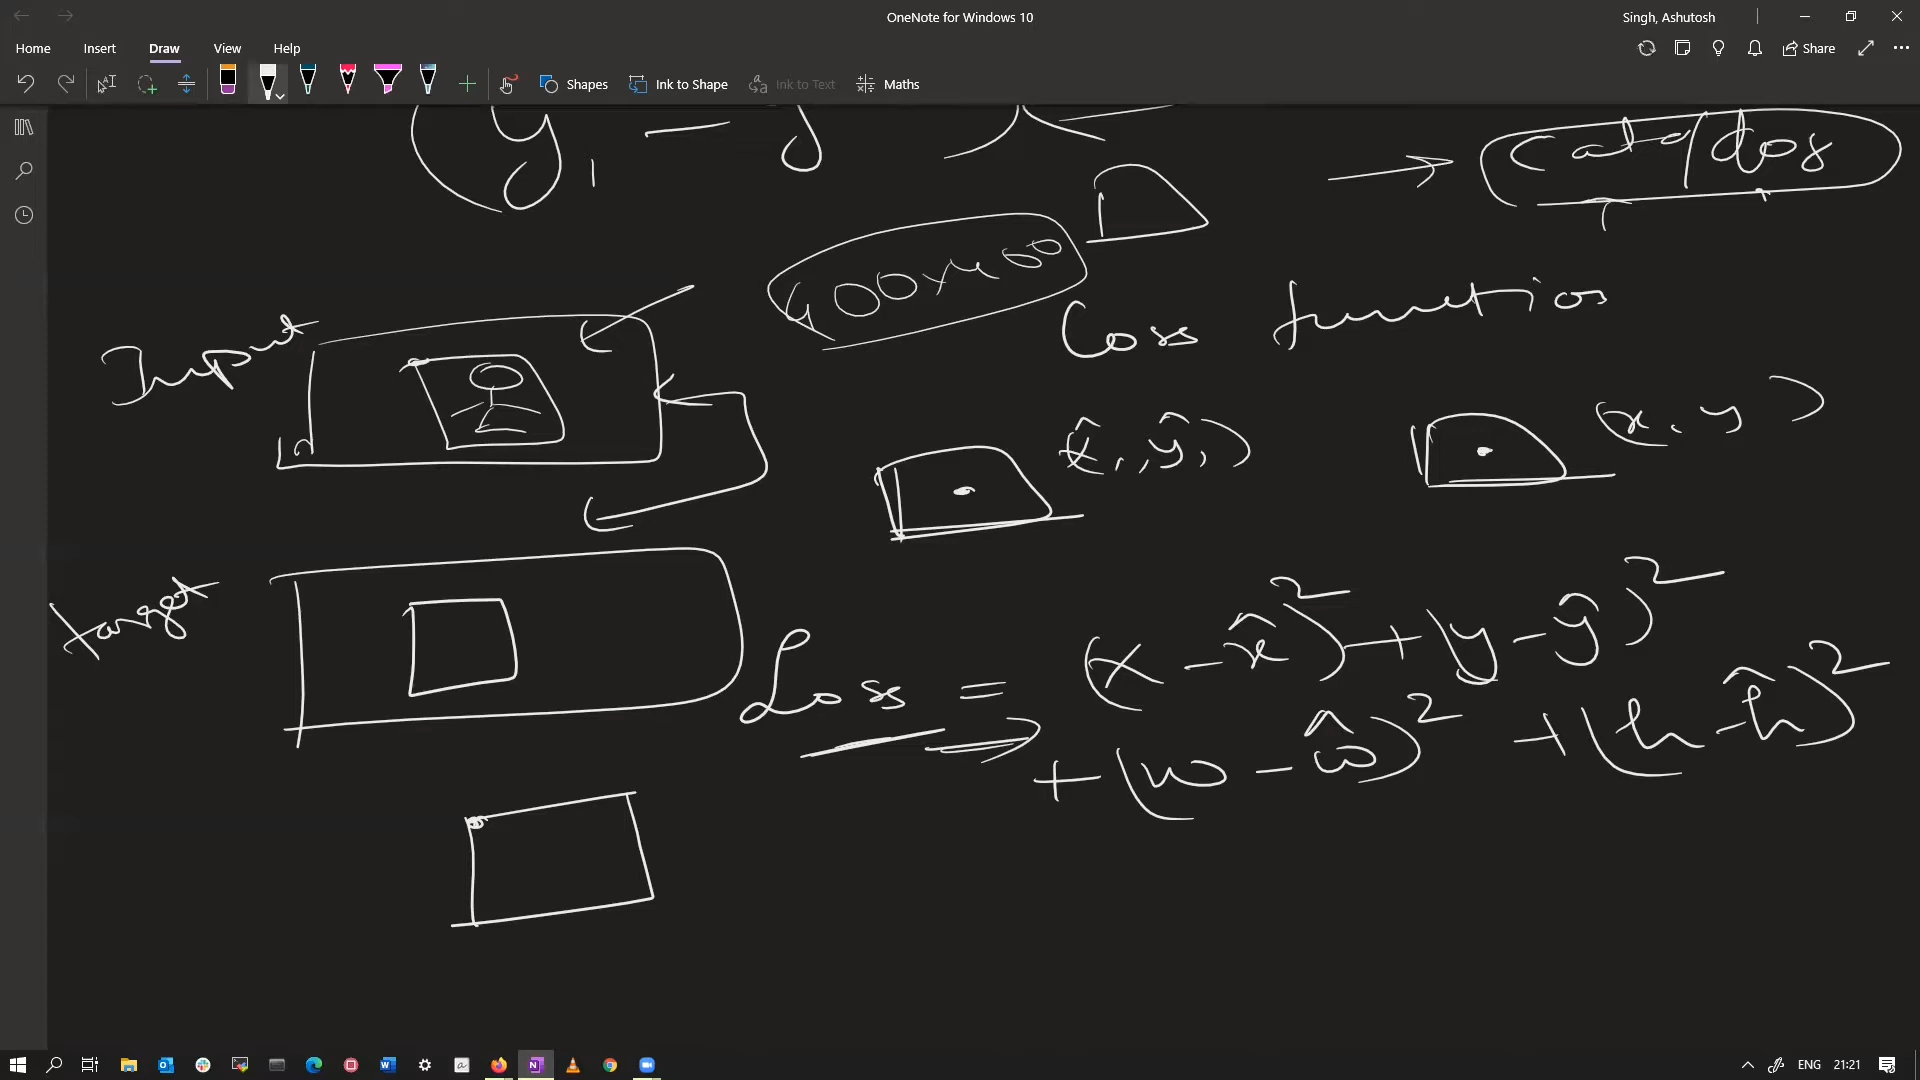 OneNote for Windows 10
Singh, Ashutosh
Home Insert Draw View Help
Share
Shapes
Ink to Shape
Ink to Text
Maths
(y₁ - y
cat/dog
400x400
Input
Loss function
(x̂, ŷ,)
(x, y)
target
Loss = (x - x̂)² + (y - ŷ)²
+ (w - ŵ)² + (h - ĥ)²
ENG 21:21